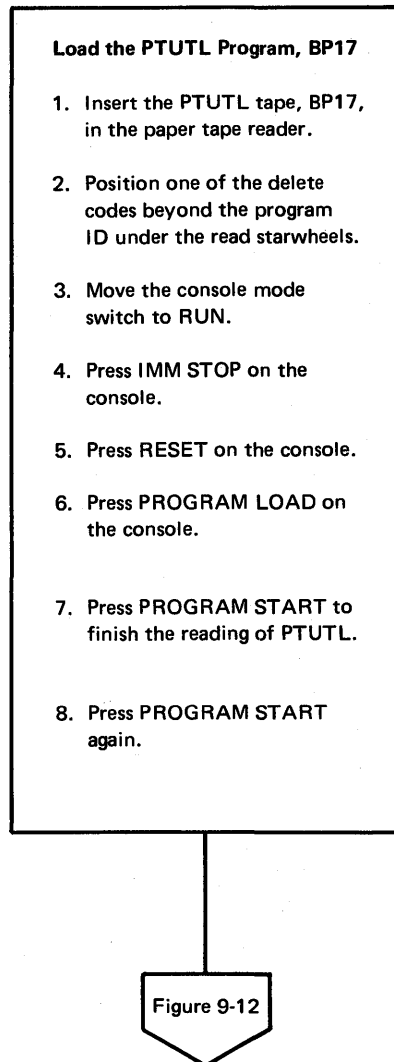 Load the PTUTL Program, BP17
1. Insert the PTUTL tape, BP17,
in the paper tape reader.
2. Position one of the delete
codes beyond the program
ID under the read starwheels.
3. Move the console mode
switch to RUN.
4. Press IMM STOP on the
console.
5. Press RESET on the console.
6. Press PROGRAM LOAD on
the console.
7. Press PROGRAM START to
finish the reading of PTUTL.
8. Press PROGRAM START
again.
Figure 9-12